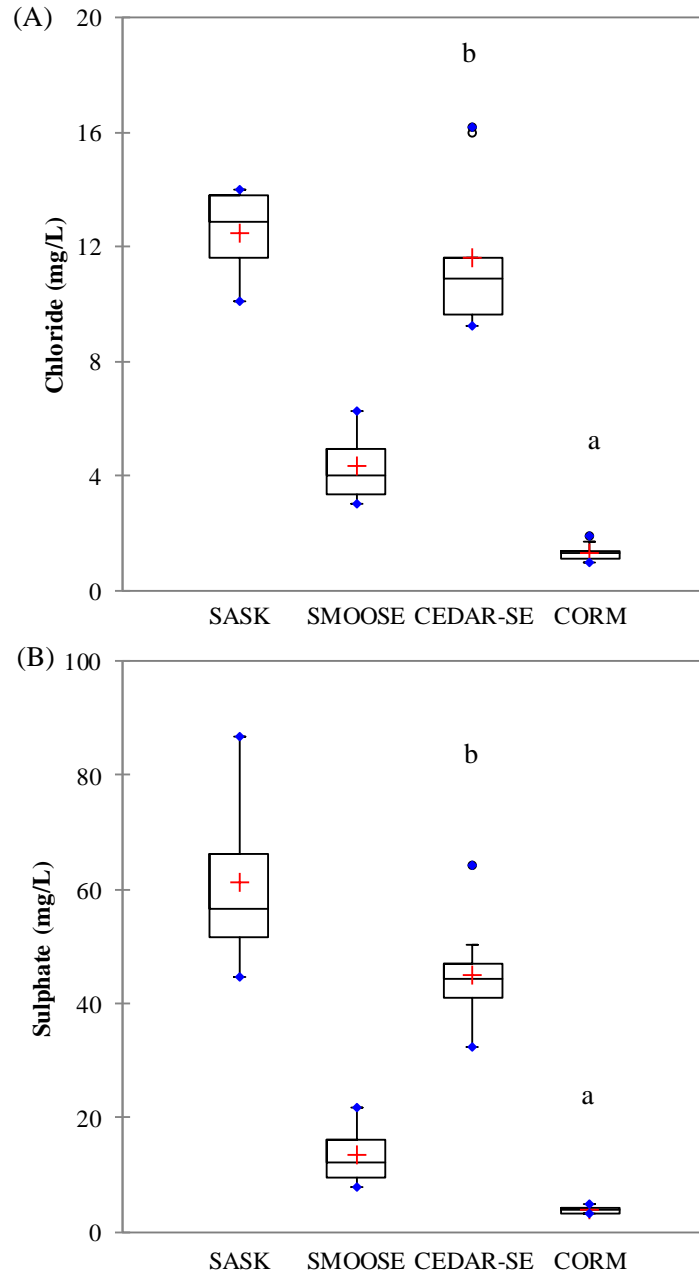 (A)
20
b
16
12
Chloride (mg/L)
8
a
4
0
SASK SMOOSE CEDAR-SE CORM
(B)
100
b
80
60
Sulphate (mg/L)
40
a
20
0
SASK SMOOSE CEDAR-SE CORM